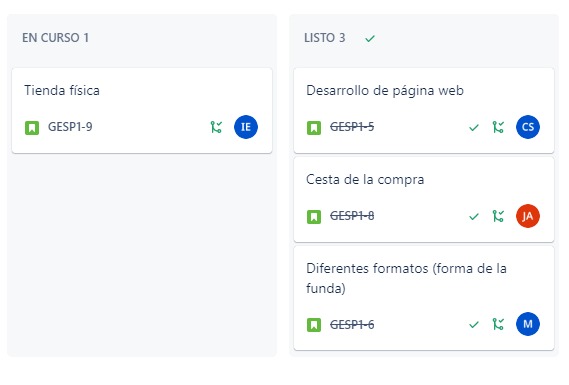 EN CURSO 1
Tienda física
GESP1-9
IE
LISTO 3
Desarrollo de página web
GESP1-5
CS
Cesta de la compra
GESP1-8
JA
Diferentes formatos (forma de la
funda)
GESP1-6
M